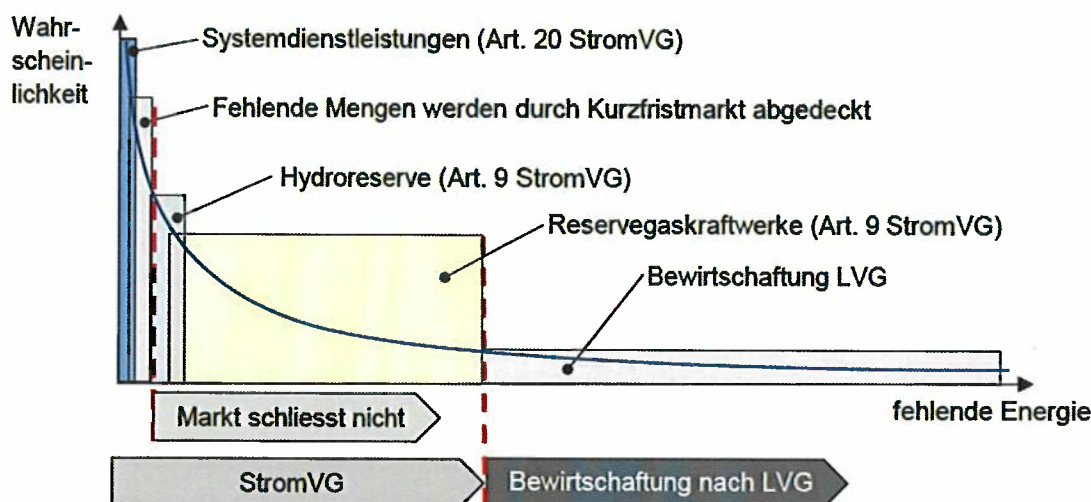 Wahr-
schein-
lichkeit
Systemdienstleistungen (Art. 20 StromVG)
Fehlende Mengen werden durch Kurzfristmarkt abgedeckt
Hydroreserve (Art. 9 StromVG)
Reservegaskraftwerke (Art. 9 StromVG)
Bewirtschaftung LVG
fehlende Energie
Markt schliesst nicht
StromVG
Bewirtschaftung nach LVG